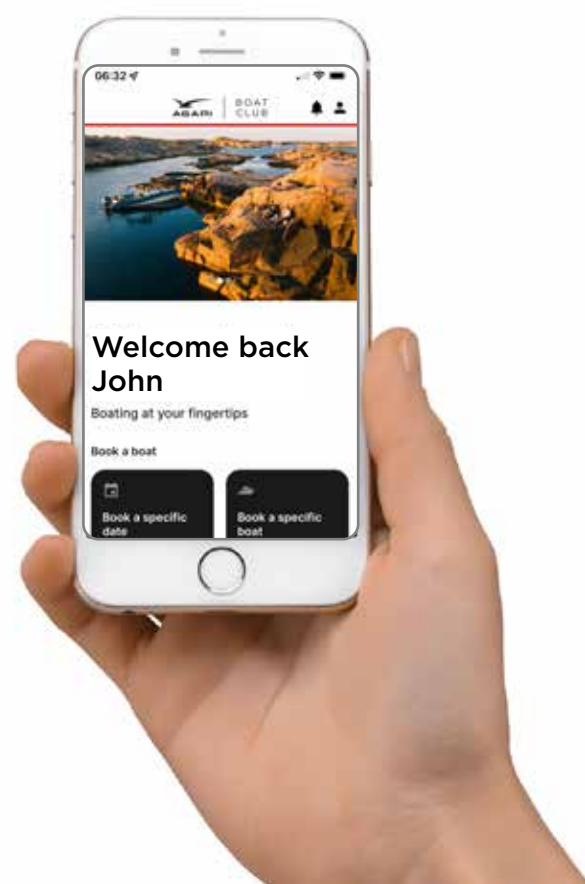 06:32
AGARI
BOAT
CLUB
Welcome back
John
Boating at your fingertips
Book a boat
Book a specific
date
Book a specific
boat